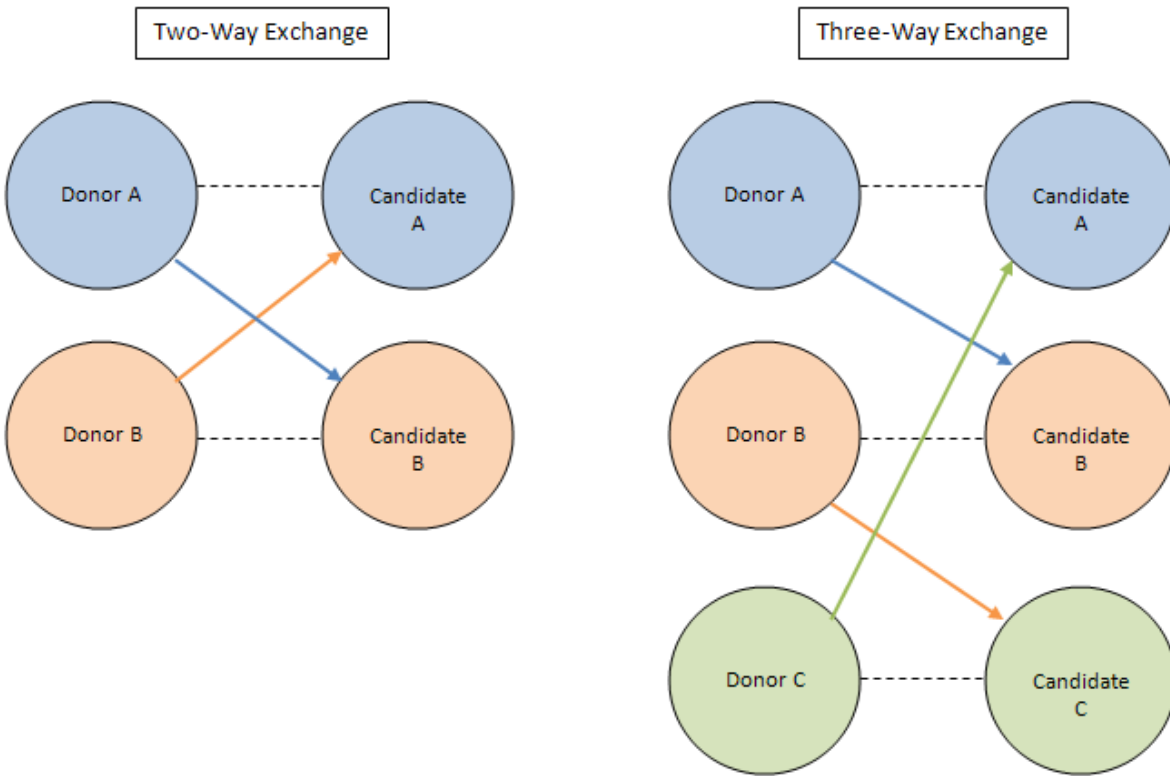 Two-Way Exchange
Three-Way Exchange
Donor A
Candidate
A
Donor A
Candidate
A
Donor B
Candidate
B
Donor B
Candidate
B
Donor C
Candidate
C